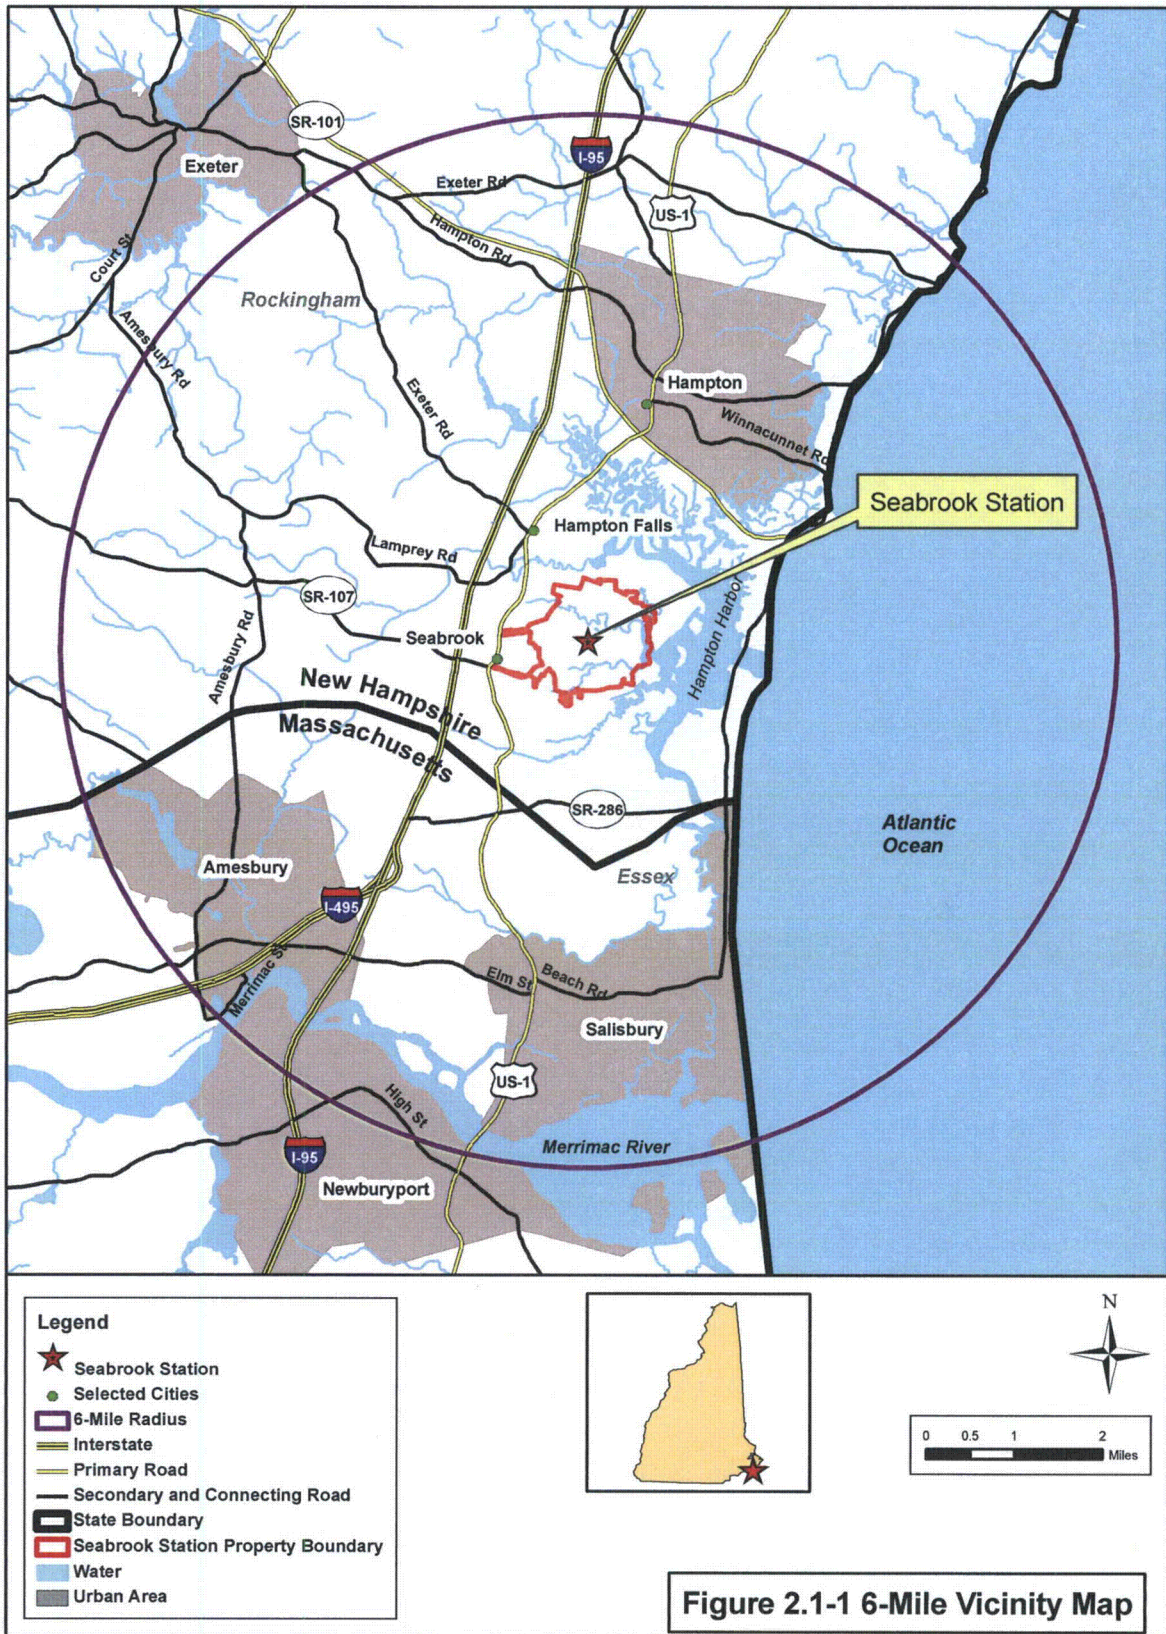 SR-101
I-95
Exeter
Exeter Rd
US-1
Hampton Rd
Court St
Rockingham
Amesbury Rd
Exeter Rd
Hampton
Winnacunnet Rd
Seabrook Station
Hampton Falls
Lamprey Rd
SR-107
Hampton Harbor
Amesbury Rd
Seabrook
New Hampshire
Massachusetts
SR-286
Atlantic
Ocean
Amesbury
Essex
I-495
Merrimac St
Elm St
Beach Rd
Salisbury
US-1
High St
I-95
Merrimac River
Newburyport
Legend
Seabrook Station
Selected Cities
6-Mile Radius
Interstate
Primary Road
Secondary and Connecting Road
State Boundary
Seabrook Station Property Boundary
Water
Urban Area
N
0 0.5 1 2
Miles
Figure 2.1-1 6-Mile Vicinity Map